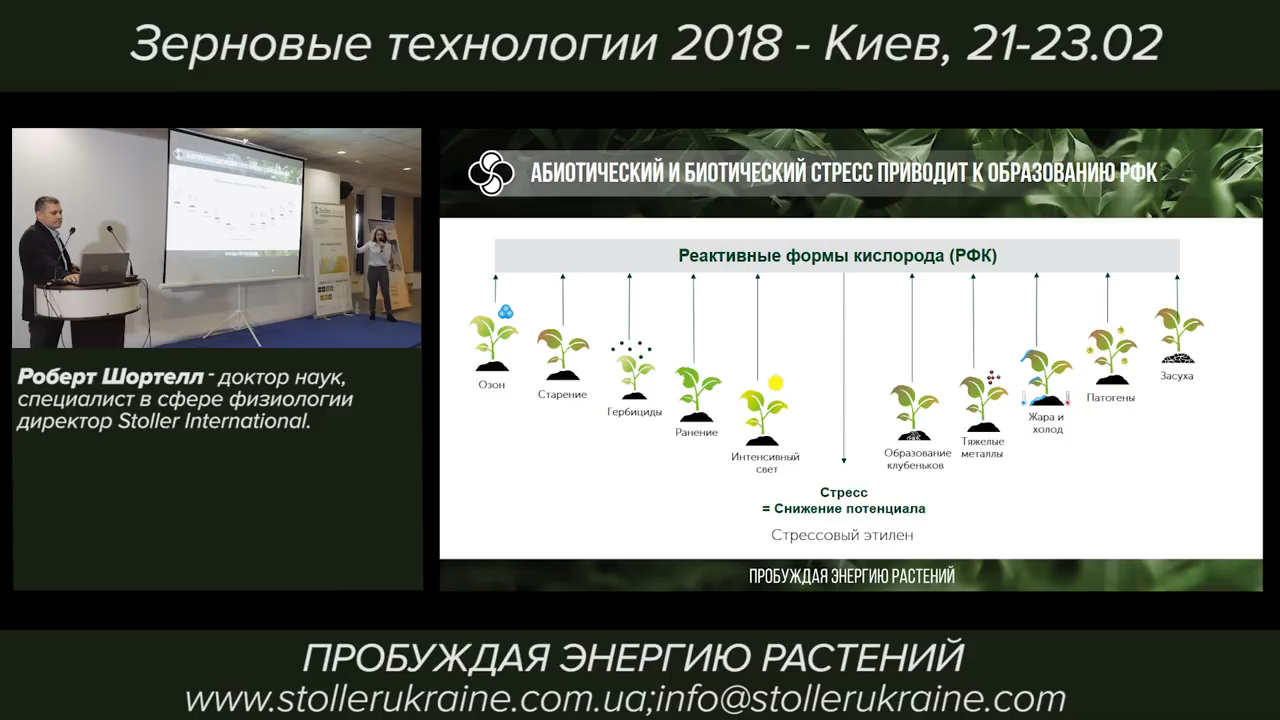 Зерновые технологии 2018 - Киев, 21-23.02
Роберт Шортелл - доктор наук,
специалист в сфере физиологии
директор Stoller International.
АБИОТИЧЕСКИЙ И БИОТИЧЕСКИЙ СТРЕСС ПРИВОДИТ К ОБРАЗОВАНИЮ РФК
Реактивные формы кислорода (РФК)
Озон
Старение
Гербициды
Ранение
Интенсивный
свет
Образование
клубеньков
Тяжелые
металлы
Жара и
холод
Патогены
Засуха
Стресс
= Снижение потенциала
Стрессовый этилен
ПРОБУЖДАЯ ЭНЕРГИЮ РАСТЕНИЙ
ПРОБУЖДАЯ ЭНЕРГИЮ РАСТЕНИЙ
www.stollerukraine.com.ua;info@stollerukraine.com